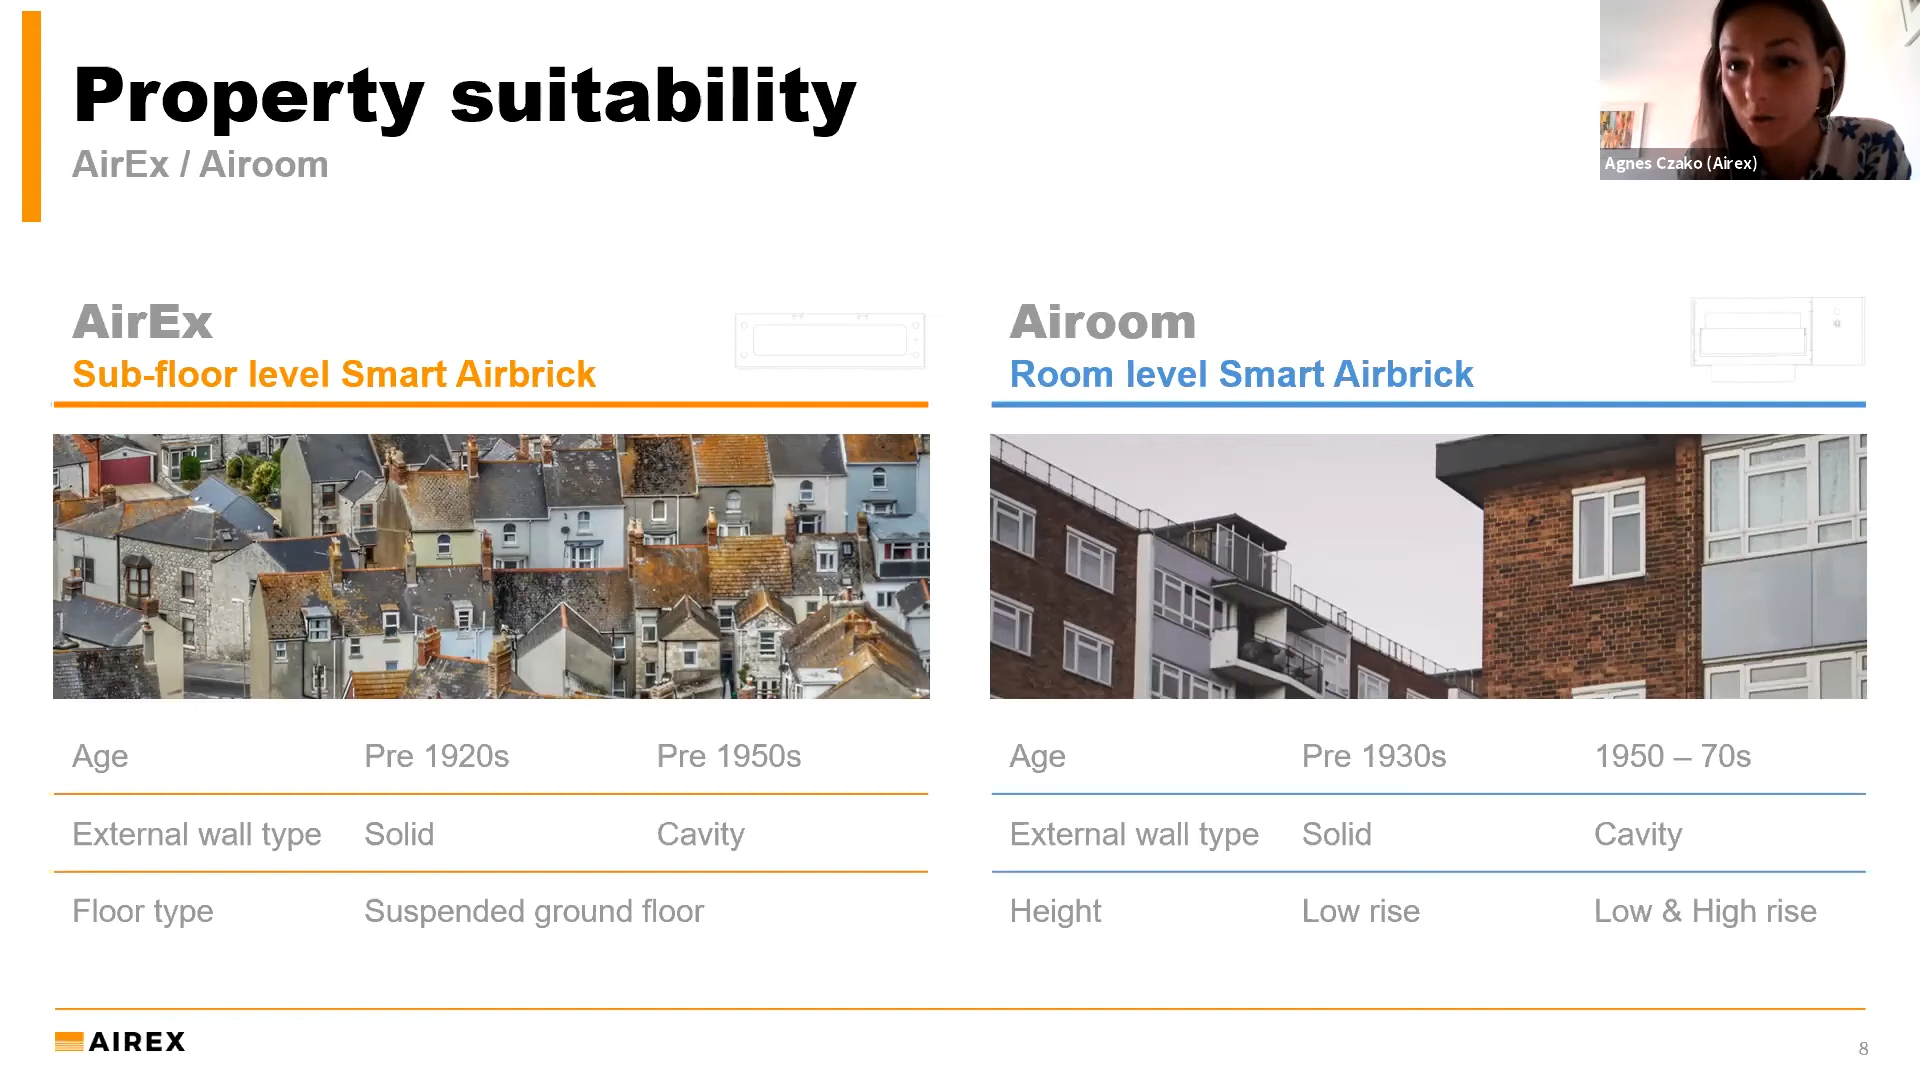 Property suitability
AirEx / Airoom
Agnes Czako (Airex)
AirEx
Sub-floor level Smart Airbrick
Airoom
Room level Smart Airbrick
Age Pre 1920s Pre 1950s
External wall type Solid Cavity
Floor type Suspended ground floor
Age Pre 1930s 1950 – 70s
External wall type Solid Cavity
Height Low rise Low & High rise
AIREX
8